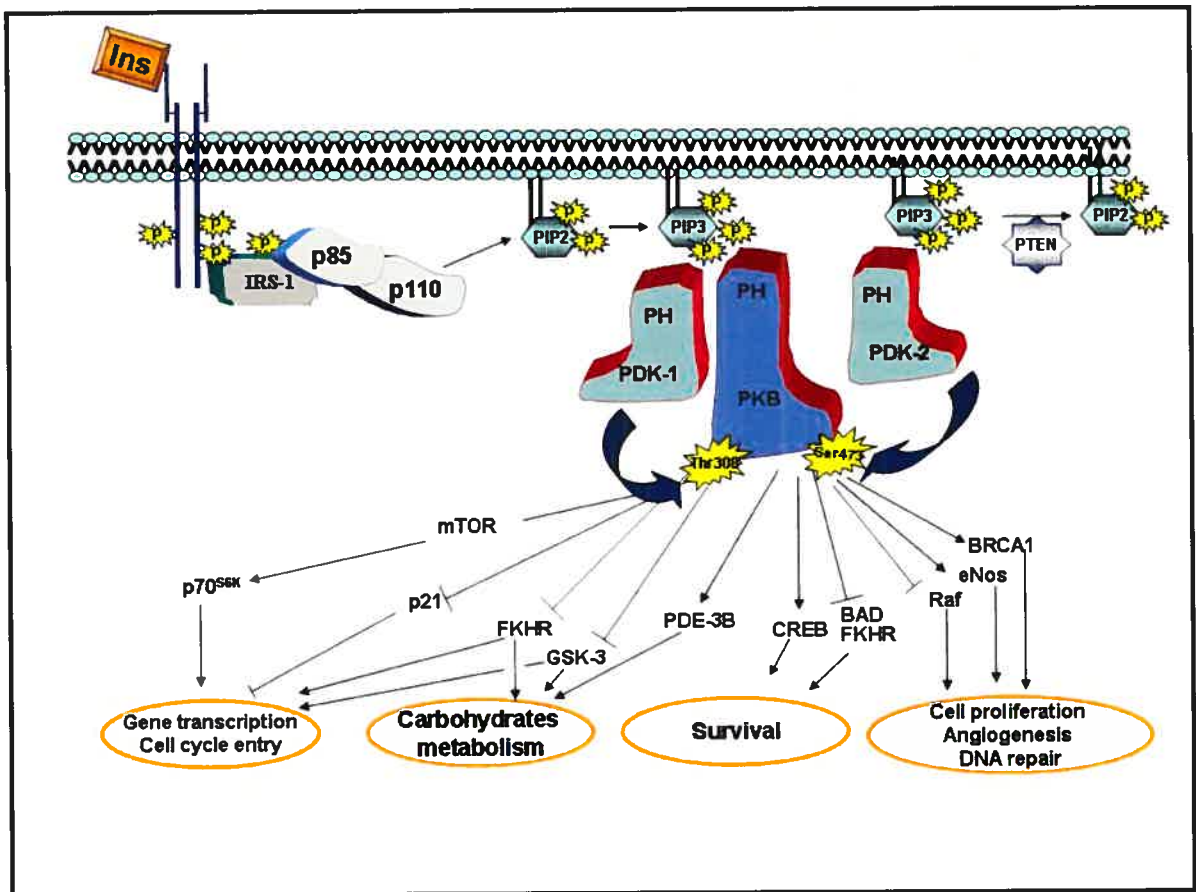 Ins
P
P
P
P
IRS-1
p85
p110
PIP2
P
P
PIP3
P
P
P
PIP3
P
P
P
PTEN
PIP2
P
P
PH
PDK-1
PH
PKB
PH
PDK-2
Thr308
Ser473
mTOR
p70S6K
p21
FKHR
GSK-3
PDE-3B
CREB
BAD
FKHR
BRCA1
eNos
Raf
Gene transcription
Cell cycle entry
Carbohydrates
metabolism
Survival
Cell proliferation
Angiogenesis
DNA repair